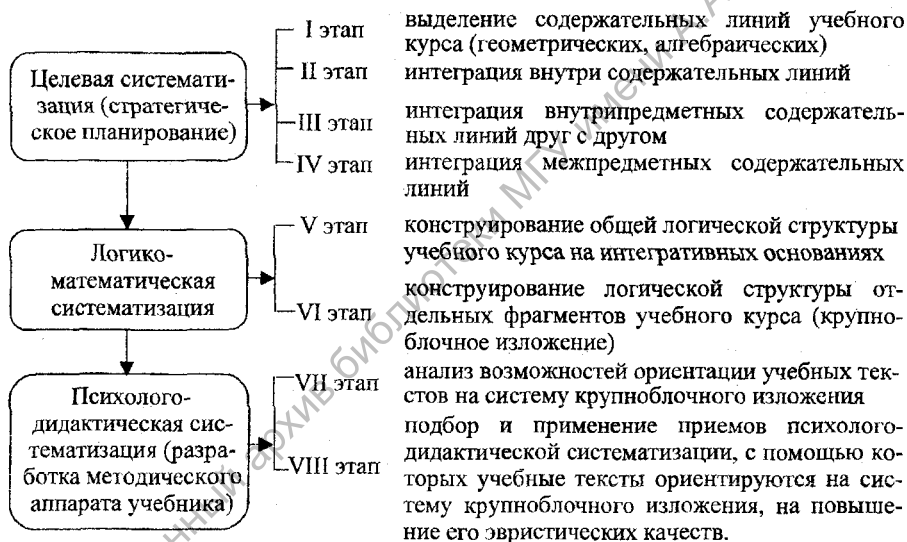 Целевая системати-
зация (стратегиче-
ское планирование)
I этап
выделение содержательных линий учебного
курса (геометрических, алгебраических)
II этап
интеграция внутри содержательных линий
III этап
интеграция внутрипредметных содержатель-
ных линий друг с другом
IV этап
интеграция межпредметных содержательных
линий
Логико-
математическая
систематизация
V этап
конструирование общей логической структуры
учебного курса на интегративных основаниях
VI этап
конструирование логической структуры от-
дельных фрагментов учебного курса (крупно-
блочное изложение)
Психолого-
дидактическая сис-
тематизация (разра-
ботка методического
аппарата учебника)
VII этап
анализ возможностей ориентации учебных тек-
стов на систему крупноблочного изложения
VIII этап
подбор и применение приемов психолого-
дидактической систематизации, с помощью ко-
торых учебные тексты ориентируются на сис-
тему крупноблочного изложения, на повыше-
ние его эвристических качеств.
архив библиотеки МГУ имени А.А.